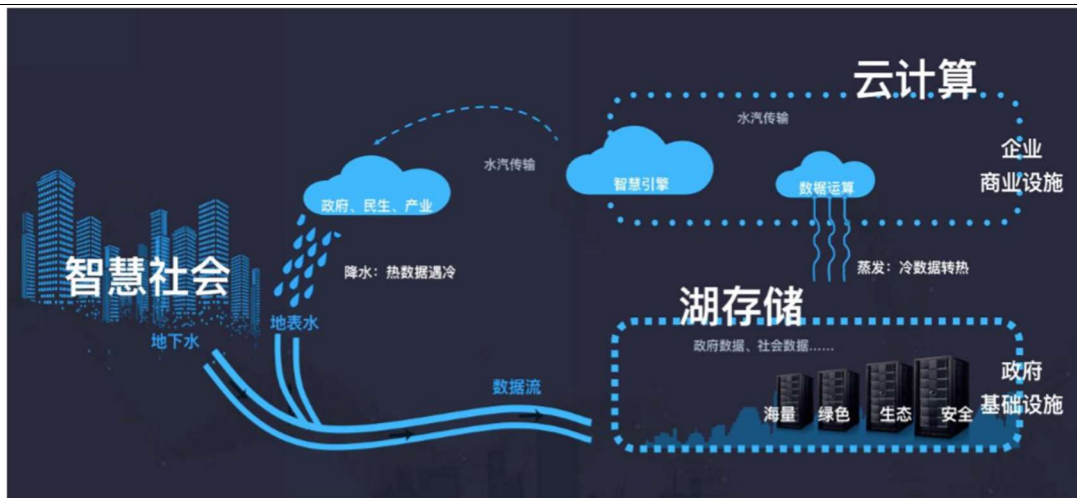 云计算
水汽传输
企业
商业设施
水汽传输
智慧引擎
数据运算
政府、民生、产业
智慧社会
降水：热数据遇冷
蒸发：冷数据转热
湖存储
地表水
地下水
政府数据、社会数据......
政府
基础设施
数据流
海量
绿色
生态
安全